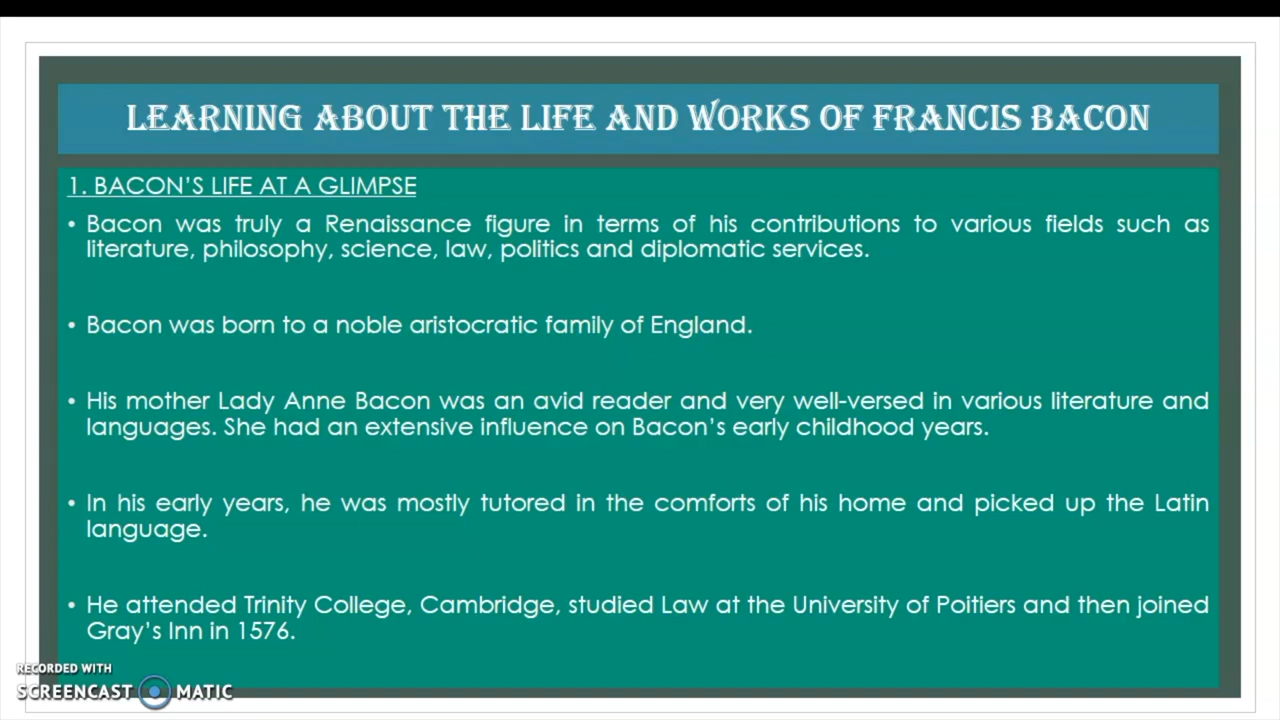 LEARNING ABOUT THE LIFE AND WORKS OF FRANCIS BACON
1. BACON'S LIFE AT A GLIMPSE
• Bacon was truly a Renaissance figure in terms of his contributions to various fields such as
literature, philosophy, science, law, politics and diplomatic services.
• Bacon was born to a noble aristocratic family of England.
• His mother Lady Anne Bacon was an avid reader and very well-versed in various literature and
languages. She had an extensive influence on Bacon's early childhood years.
• In his early years, he was mostly tutored in the comforts of his home and picked up the Latin
language.
• He attended Trinity College, Cambridge, studied Law at the University of Poitiers and then joined
Gray's Inn in 1576.
RECORDED WITH
SCREENCAST MATIC